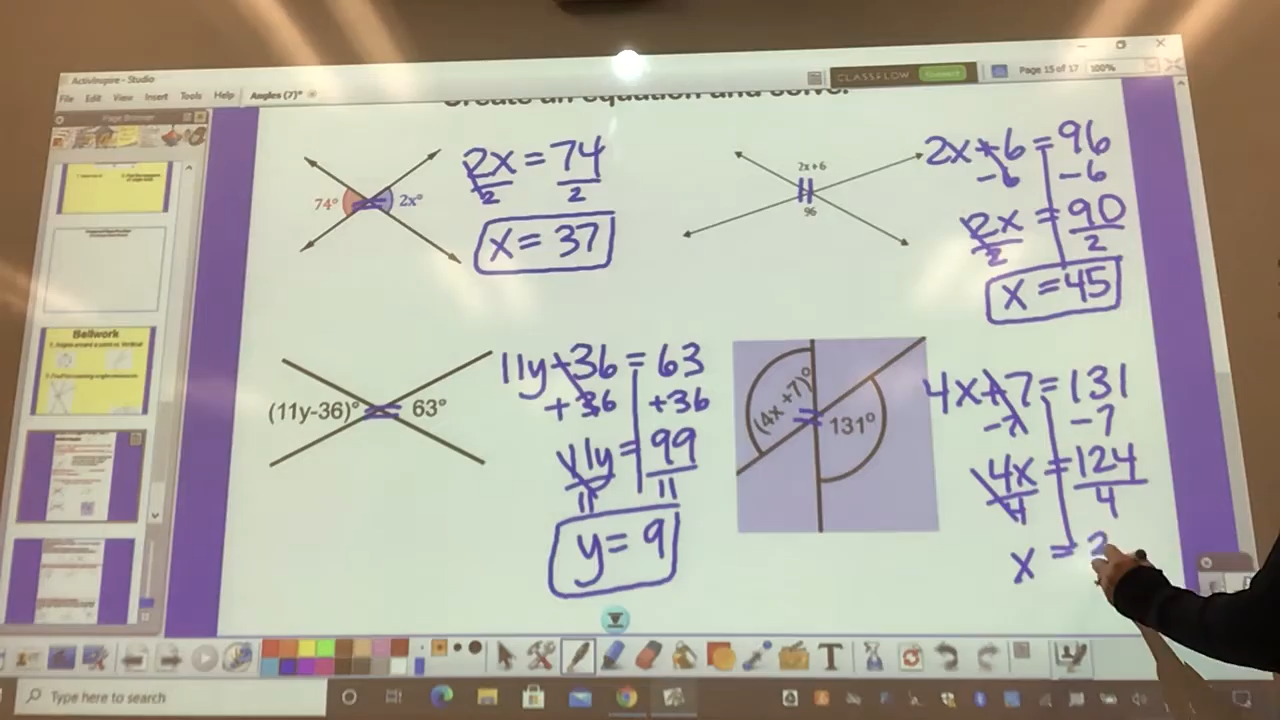 ActivInspire - Studio
File Edit View Insert Tools Help Angles (7)*
CLASSFLOW Connect
Page 15 of 17 100%
Page Browser
Create an equation and solve.
74° 2x°
2x = 74
2 2
x = 37
2x+6
96
2x+6 = 96
-6 -6
2x = 90
2 2
x = 45
Bellwork
(11y-36)° 63°
11y-36 = 63
+36 +36
11y = 99
11 11
y = 9
(4x +7)° 131°
4x+7 = 131
-7 -7
4x = 124
4 4
x = 3
T
Type here to search